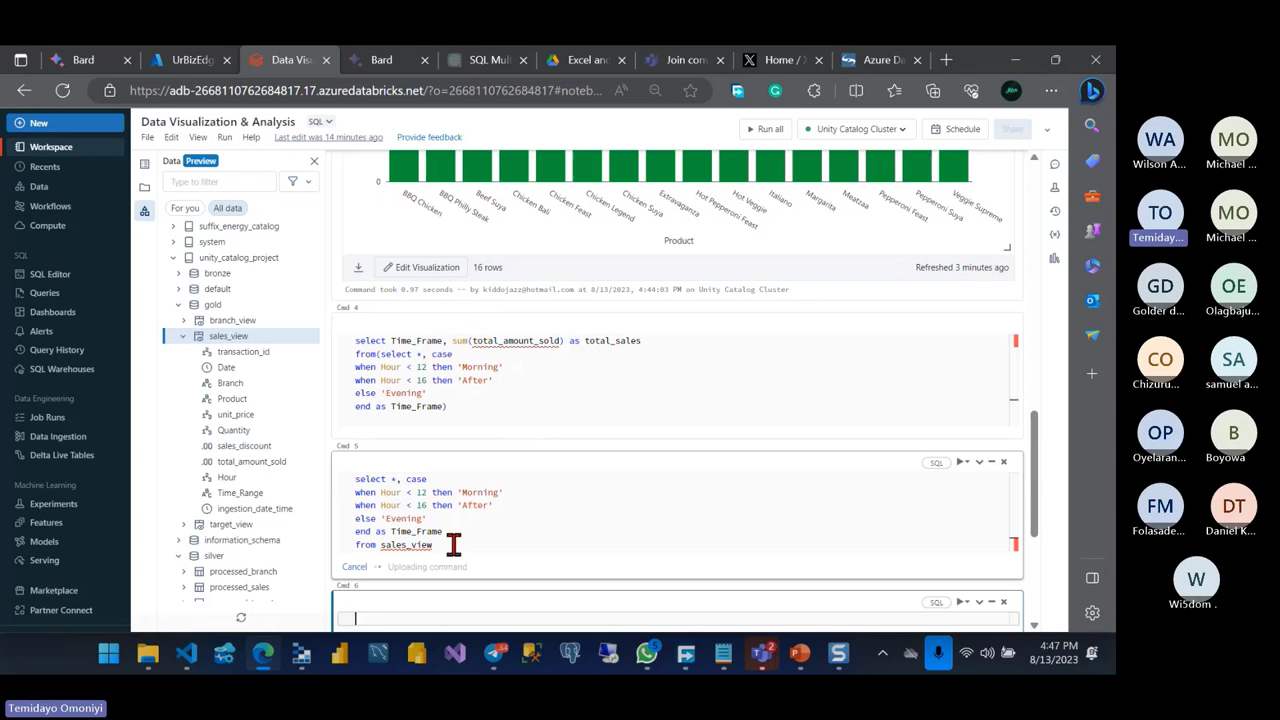 Bard
UrBizEdg
Data Vis
Bard
SQL Mult
Excel and
Join con
Home / X
Azure Da
https://adb-2668110762684817.17.azuredatabricks.net/?o=2668110762684817#noteb...
New
Workspace
Recents
Data
Workflows
Compute
SQL
SQL Editor
Queries
Dashboards
Alerts
Query History
SQL Warehouses
Data Engineering
Job Runs
Data Ingestion
Delta Live Tables
Machine Learning
Experiments
Features
Models
Serving
Marketplace
Partner Connect
Data Visualization & Analysis
SQL
File
Edit
View
Run
Help
Last edit was 14 minutes ago
Provide feedback
Run all
Unity Catalog Cluster
Schedule
Share
Data
Preview
Type to filter
For you
All data
suffix_energy_catalog
system
unity_catalog_project
bronze
default
gold
branch_view
sales_view
transaction_id
Date
Branch
Product
unit_price
Quantity
sales_discount
total_amount_sold
Hour
Time_Range
ingestion_date_time
target_view
information_schema
silver
processed_branch
processed_sales
0
BBQ Chicken
BBQ Philly Steak
Beef Suya
Chicken Bali
Chicken Feast
Chicken Legend
Chicken Suya
Extravaganza
Hot Pepperoni Feast
Hot Veggie
Italiano
Margarita
Meatzaa
Pepperoni Feast
Pepperoni Suya
Veggie Supreme
Product
Edit Visualization
16 rows
Refreshed 3 minutes ago
Command took 0.97 seconds -- by kiddojazz@hotmail.com at 8/13/2023, 4:44:03 PM on Unity Catalog Cluster
Cmd 4
select Time_Frame, sum(total_amount_sold) as total_sales
from(select *, case
when Hour < 12 then 'Morning'
when Hour < 16 then 'After'
else 'Evening'
end as Time_Frame)
Cmd 5
SQL
select *, case
when Hour < 12 then 'Morning'
when Hour < 16 then 'After'
else 'Evening'
end as Time_Frame
from sales_view
Cancel
Uploading command
Cmd 6
SQL
4:47 PM
8/13/2023
WA
Wilson A...
MO
Michael ...
TO
Temiday...
MO
Michael ...
GD
Golder d...
OE
Olagbaju...
CO
Chizuru...
SA
samuel a...
OP
Oyelaran...
B
Boyowa
FM
Folasade...
DT
Daniel K...
W
Wi5dom .
Temidayo Omoniyi